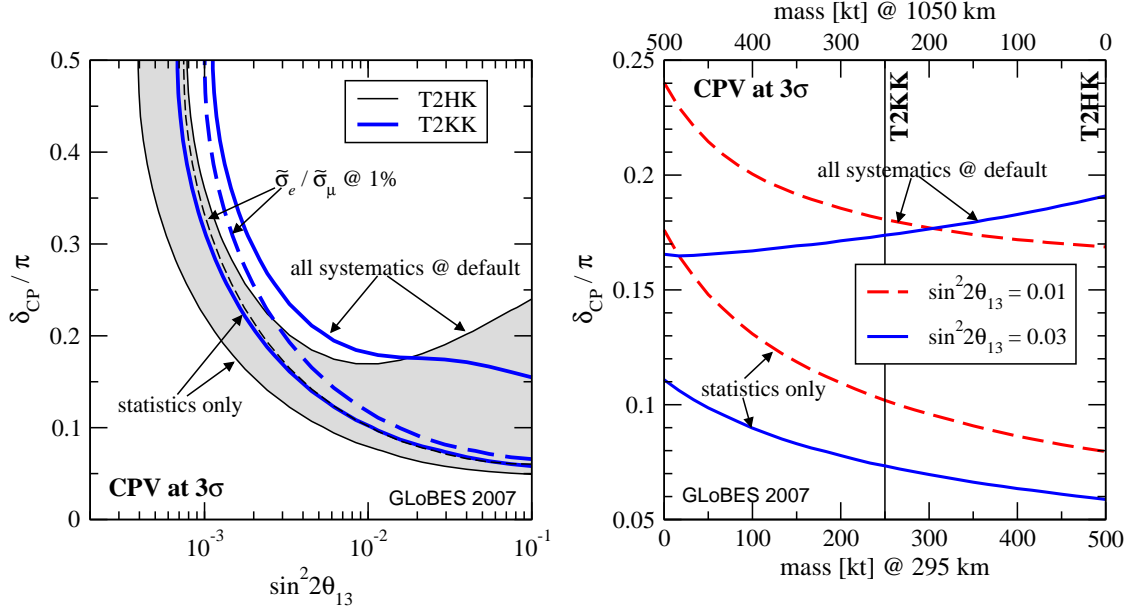 0.5
0.4
0.3
0.2
0.1
0
δCP / π
T2HK
T2KK
σ̃e / σ̃μ @ 1%
all systematics @ default
statistics only
CPV at 3σ
GLoBES 2007
10⁻³ 10⁻² 10⁻¹
sin²2θ13
mass [kt] @ 1050 km
500 400 300 200 100 0
0.25
0.2
0.15
0.1
0.05
δCP / π
CPV at 3σ
T2KK
T2HK
all systematics @ default
sin²2θ13 = 0.01
sin²2θ13 = 0.03
statistics only
GLoBES 2007
0 100 200 300 400 500
mass [kt] @ 295 km